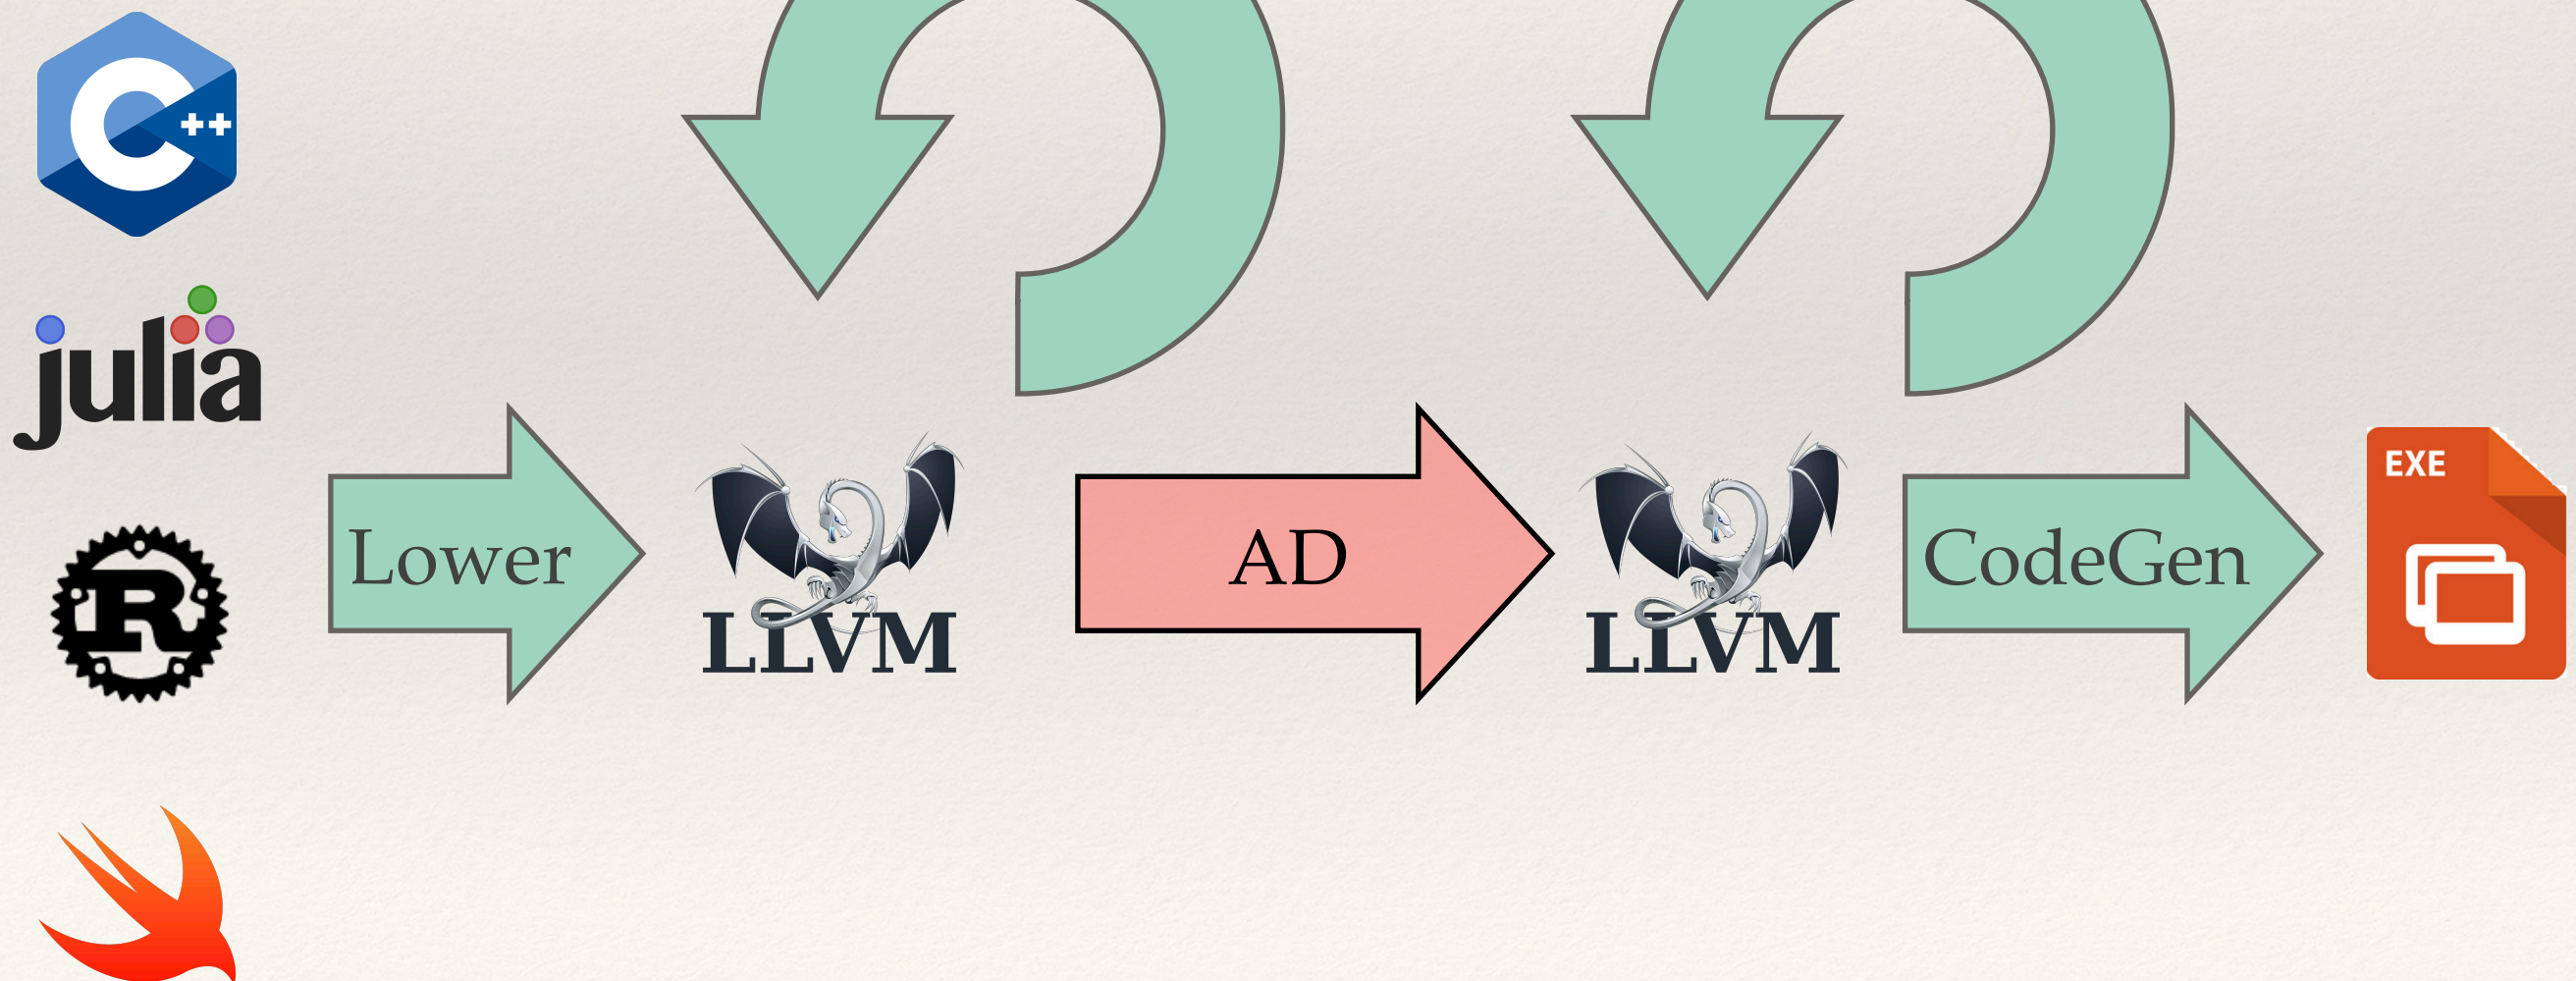 C++
julia
R
Lower
LLVM
AD
LLVM
CodeGen
EXE